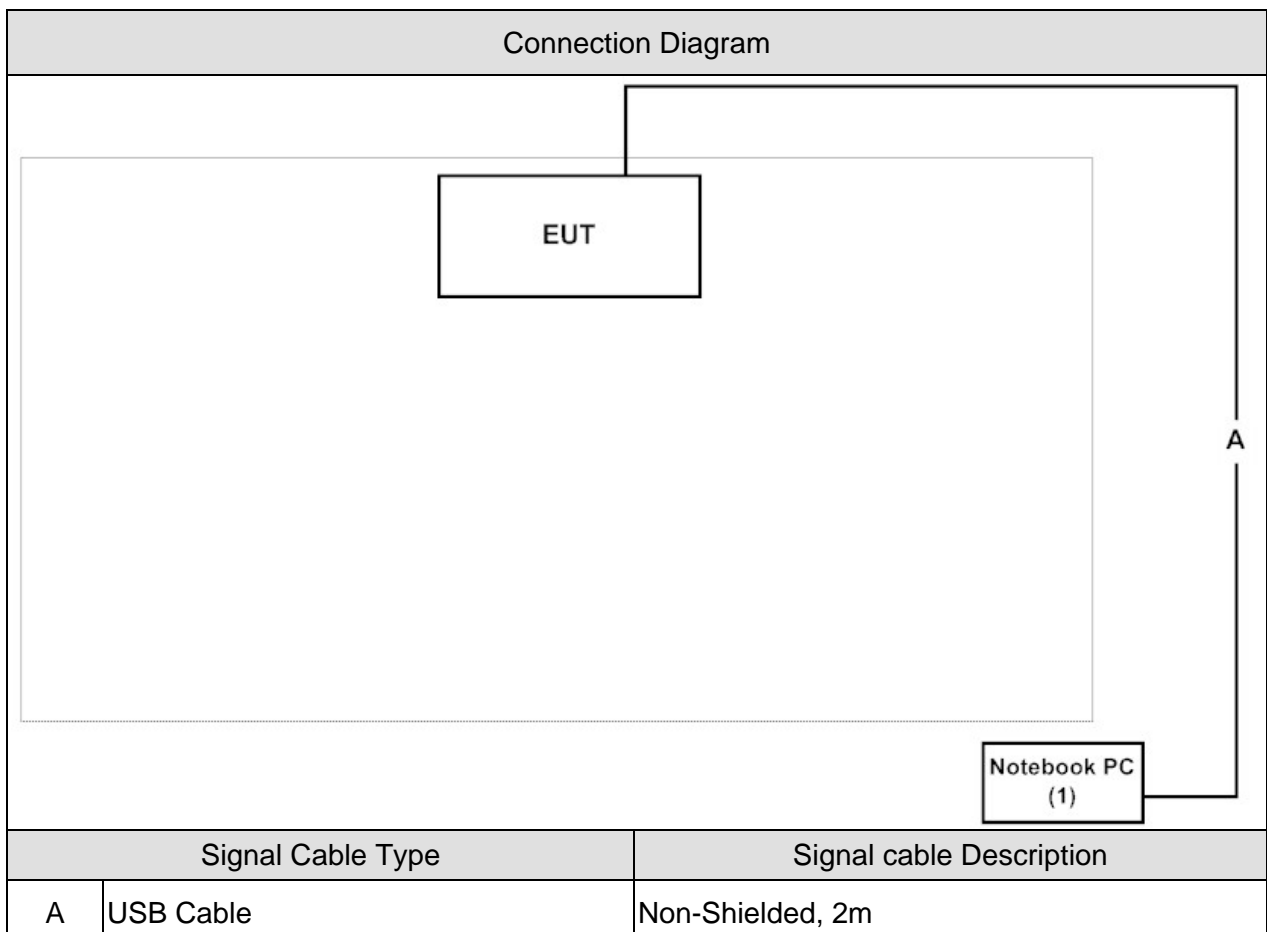 Connection Diagram
EUT
A
Notebook PC
(1)
Signal Cable Type
Signal cable Description
A
USB Cable
Non-Shielded, 2m